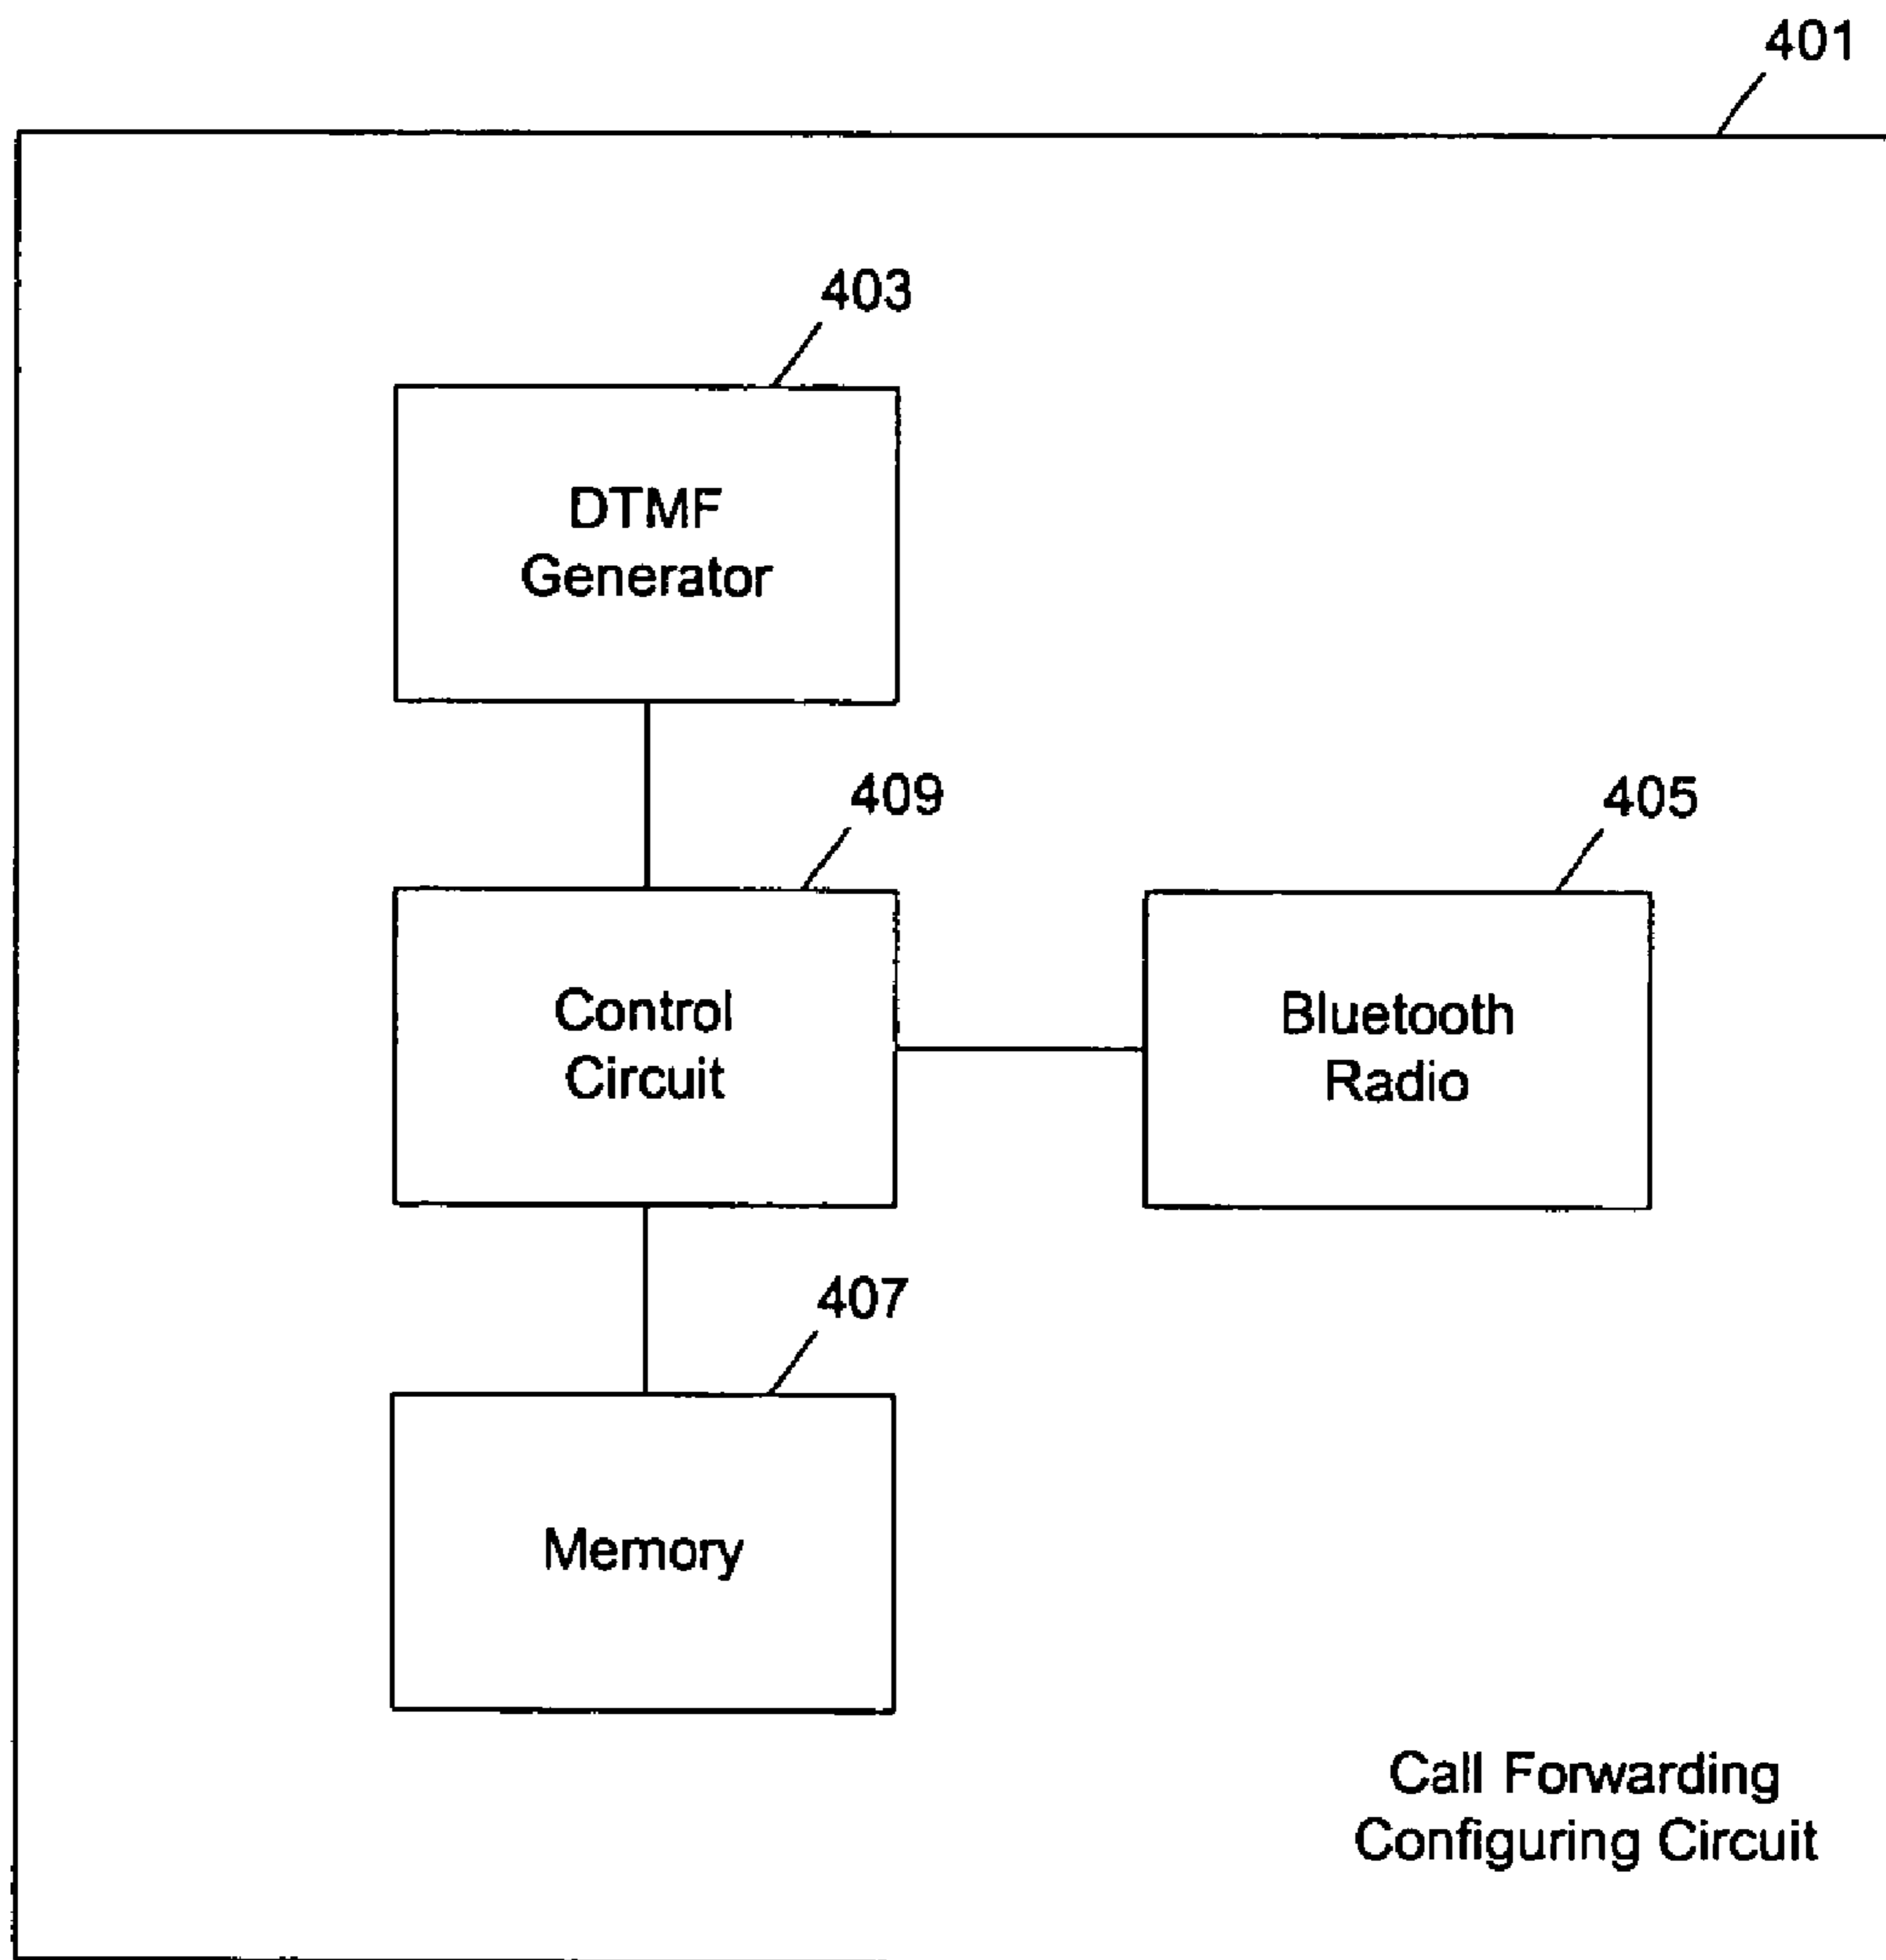 401
403
DTMF
Generator
409
405
Control
Circuit
Bluetooth
Radio
407
Memory
Call Forwarding
Configuring Circuit